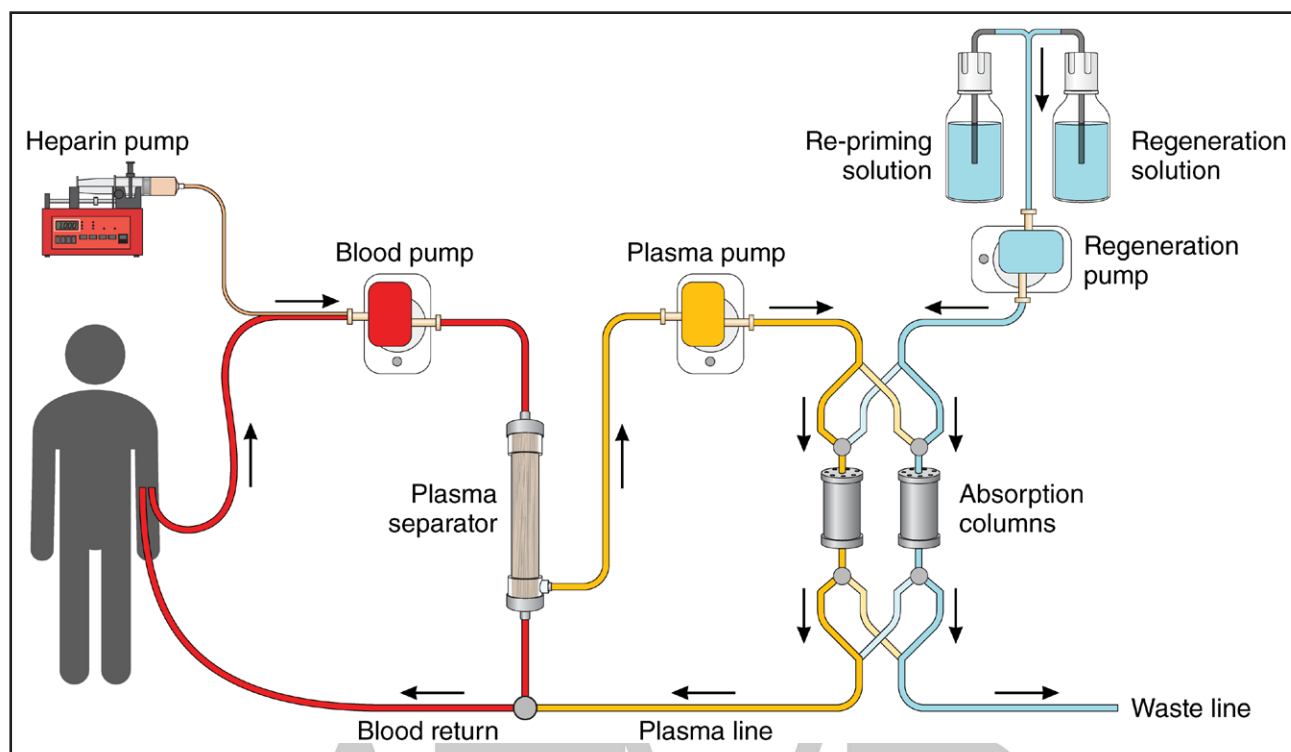 Heparin pump
Blood pump
Plasma pump
Re-priming
solution
Regeneration
solution
Regeneration
pump
Plasma
separator
Absorption
columns
Blood return
Plasma line
Waste line